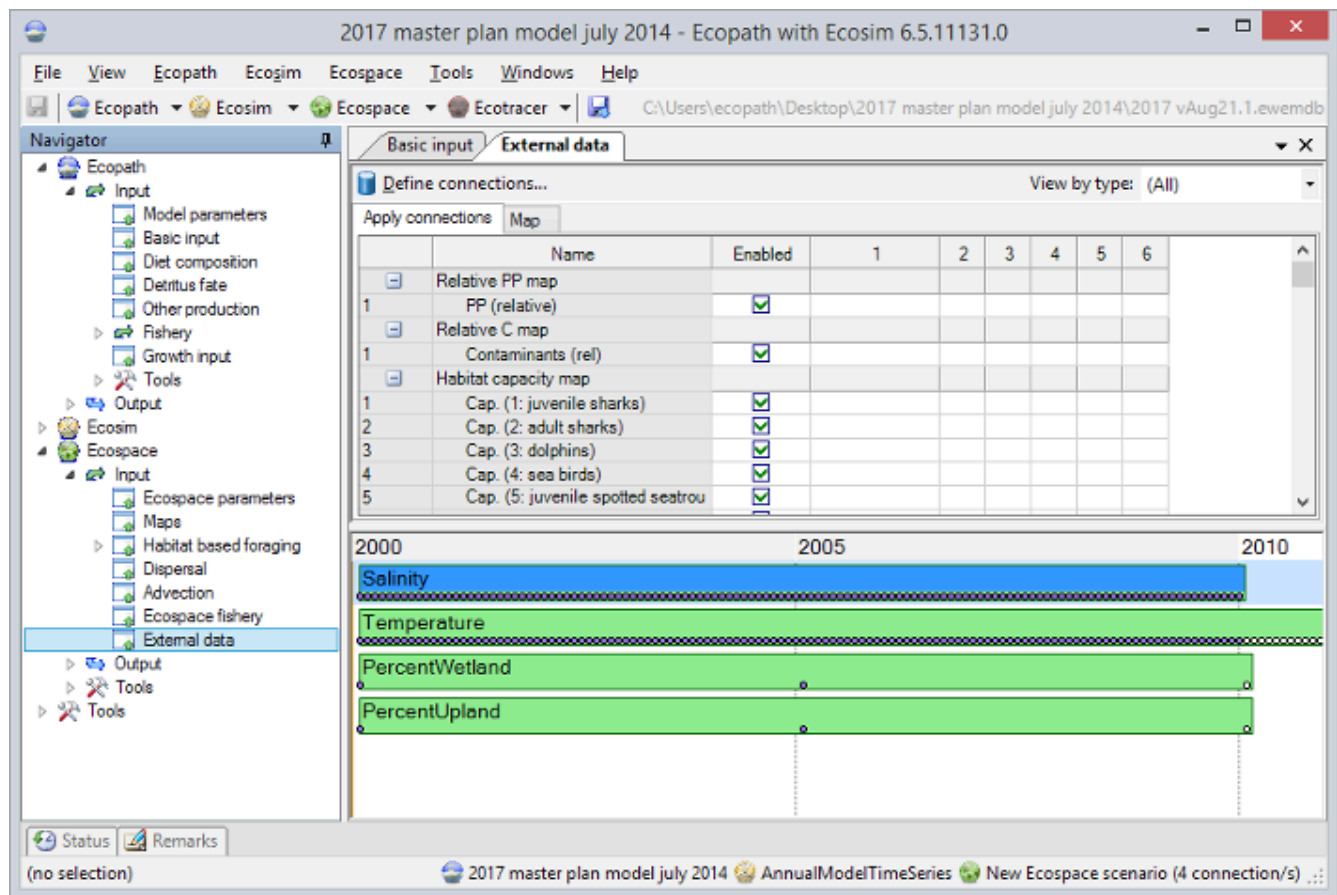 2017 master plan model july 2014 - Ecopath with Ecosim 6.5.11131.0
File View Ecopath Ecosim Ecospace Tools Windows Help
Ecopath Ecosim Ecospace Ecotracer C:\Users\ecopath\Desktop\2017 master plan model july 2014\2017 vAug21.1.ewemdb
Navigator
Ecopath
Input
Model parameters
Basic input
Diet composition
Detritus fate
Other production
Fishery
Growth input
Tools
Output
Ecosim
Ecospace
Input
Ecospace parameters
Maps
Habitat based foraging
Dispersal
Advection
Ecospace fishery
External data
Output
Tools
Tools
Basic input External data
Define connections... View by type: (All)
Apply connections Map
Name Enabled 1 2 3 4 5 6
Relative PP map
1 PP (relative)
Relative C map
1 Contaminants (rel)
Habitat capacity map
1 Cap. (1: juvenile sharks)
2 Cap. (2: adult sharks)
3 Cap. (3: dolphins)
4 Cap. (4: sea birds)
5 Cap. (5: juvenile spotted seatrou
2000 2005 2010
Salinity
Temperature
PercentWetland
PercentUpland
Status Remarks
(no selection) 2017 master plan model july 2014 AnnualModelTimeSeries New Ecospace scenario (4 connection/s)